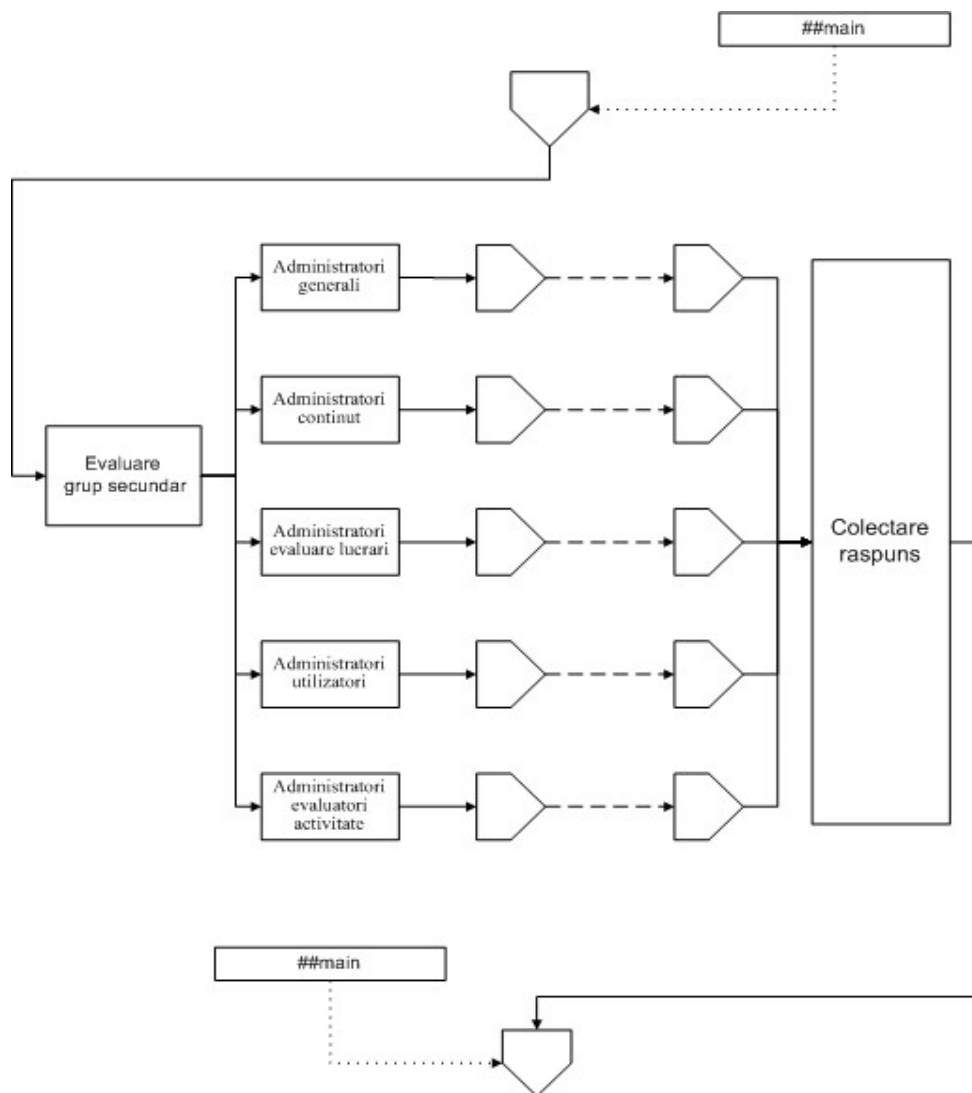 ##main
Administratori
generali
Administratori
continut
Evaluare
grup secundar
Administratori
evaluare lucrari
Colectare
raspuns
Administratori
utilizatori
Administratori
evaluatori
activitate
##main